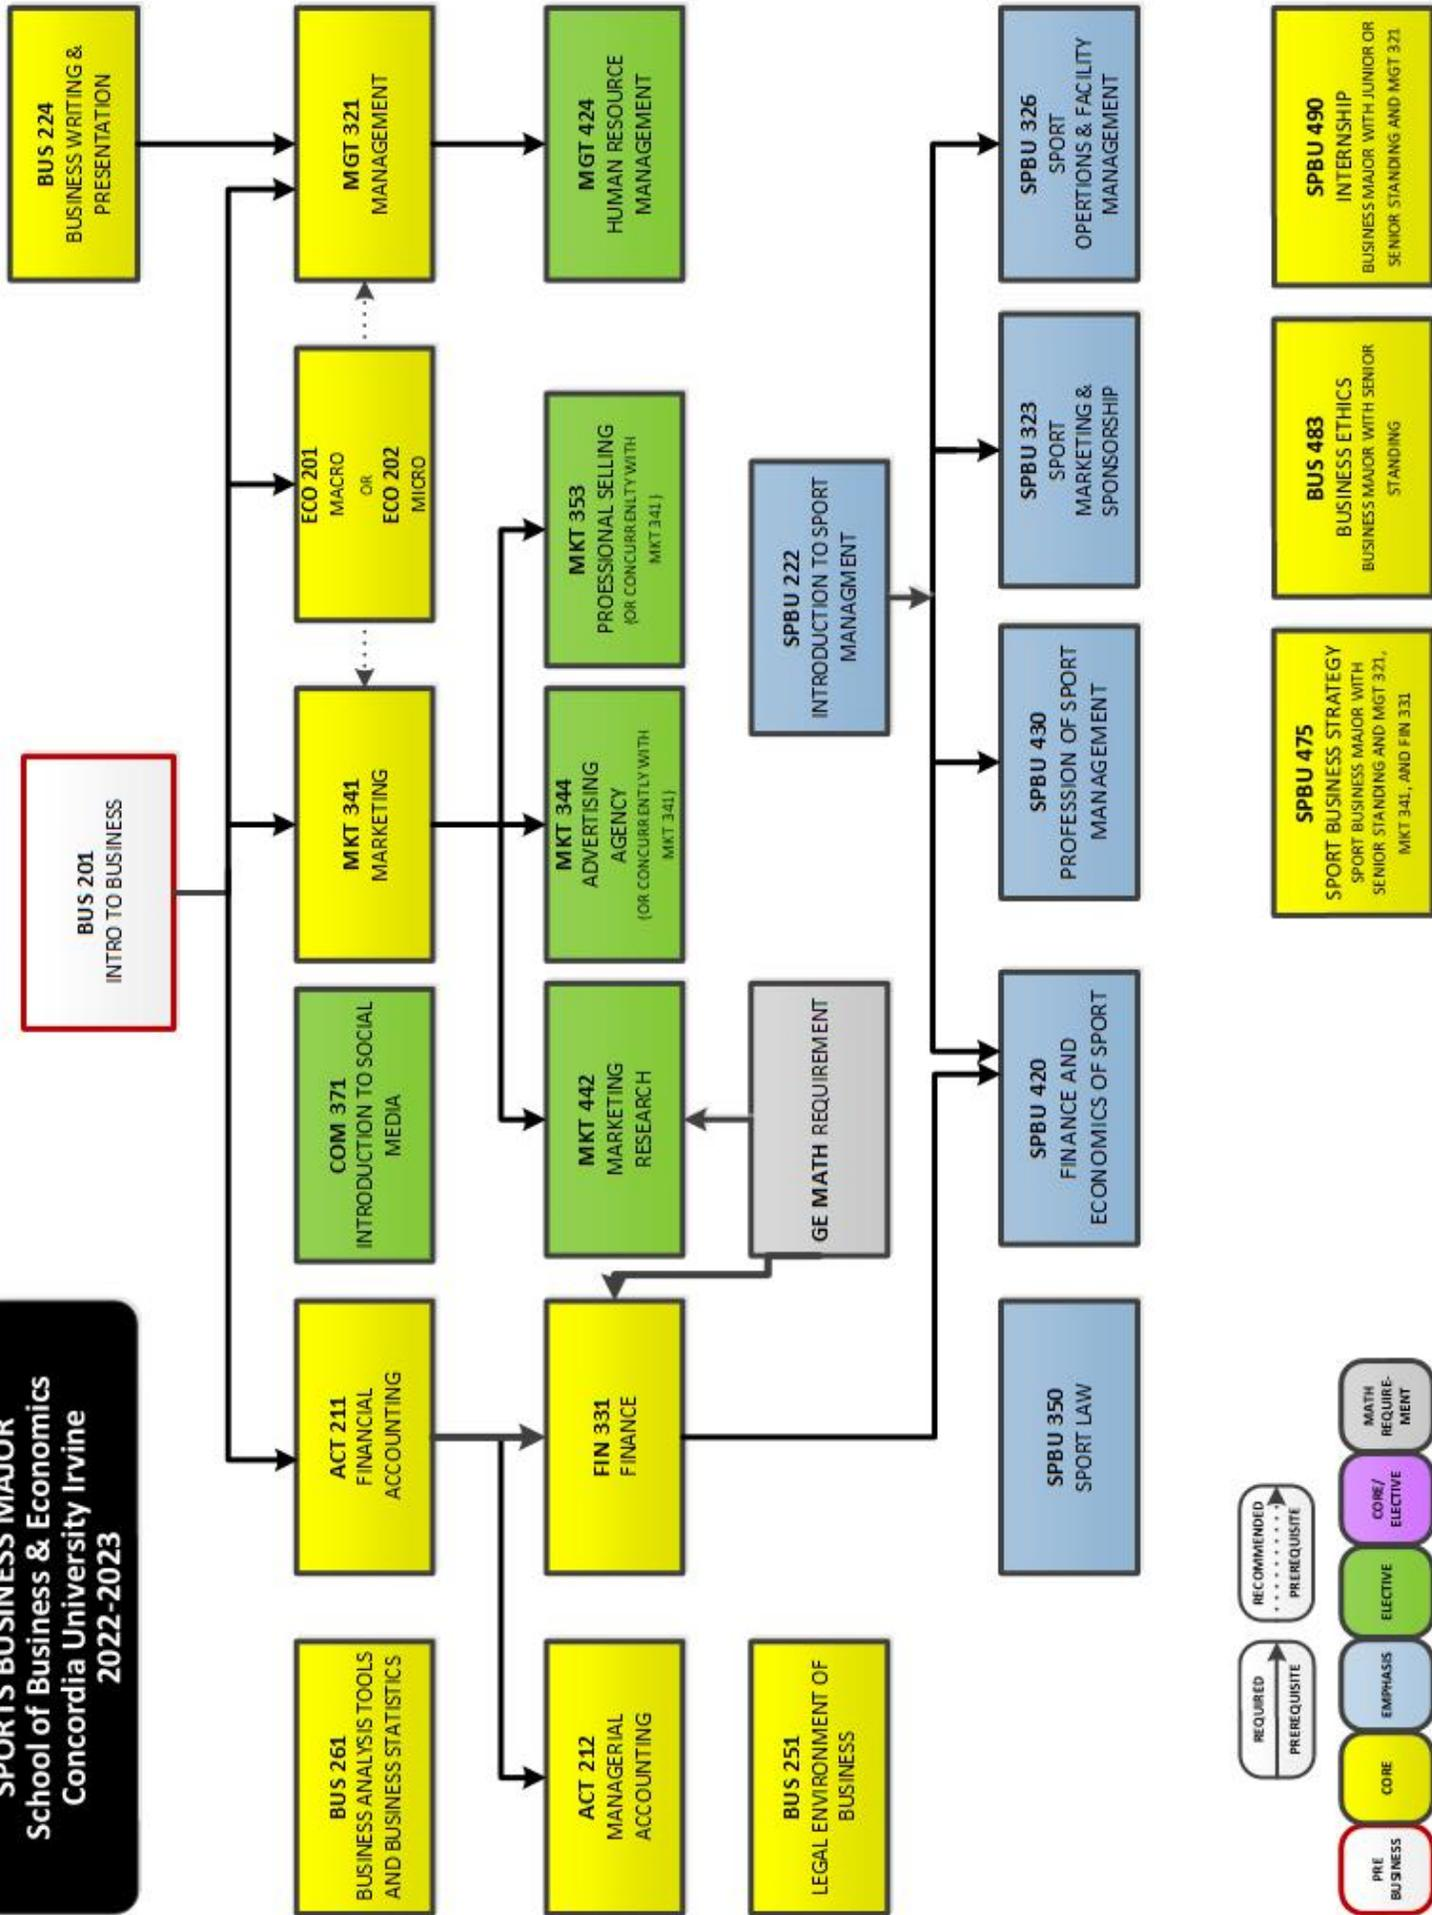 SPORTS BUSINESS MAJOR
School of Business & Economics
Concordia University Irvine
2022-2023
BUS 201
INTRO TO BUSINESS
BUS 224
BUSINESS WRITING &
PRESENTATION
BUS 261
BUSINESS ANALYSIS TOOLS
AND BUSINESS STATISTICS
ACT 211
FINANCIAL
ACCOUNTING
COM 371
INTRODUCTION TO SOCIAL
MEDIA
MKT 341
MARKETING
ECO 201
MACRO
OR
ECO 202
MICRO
MGT 321
MANAGEMENT
ACT 212
MANAGERIAL
ACCOUNTING
FIN 331
FINANCE
MKT 442
MARKETING
RESEARCH
MKT 344
ADVERTISING
AGENCY
(OR CONCURRENTLY WITH
MKT 341)
MKT 353
PROESSIONAL SELLING
(OR CONCURRENLTY WITH
MKT 341)
MGT 424
HUMAN RESOURCE
MANAGEMENT
BUS 251
LEGAL ENVIRONMENT OF
BUSINESS
GE MATH REQUIREMENT
SPBU 222
INTRODUCTION TO SPORT
MANAGMENT
SPBU 350
SPORT LAW
SPBU 420
FINANCE AND
ECONOMICS OF SPORT
SPBU 430
PROFESSION OF SPORT
MANAGEMENT
SPBU 323
SPORT
MARKETING &
SPONSORSHIP
SPBU 326
SPORT
OPERTIONS & FACILITY
MANAGEMENT
REQUIRED
PREREQUISITE
RECOMMENDED
PREREQUISITE
PRE
BUSINESS
CORE
EMPHASIS
ELECTIVE
CORE/
ELECTIVE
MATH
REQUIRE-
MENT
SPBU 475
SPORT BUSINESS STRATEGY
SPORT BUSINESS MAJOR WITH
SENIOR STANDING AND MGT 321,
MKT 341, AND FIN 331
BUS 483
BUSINESS ETHICS
BUSINESS MAJOR WITH SENIOR
STANDING
SPBU 490
INTERNSHIP
BUSINESS MAJOR WITH JUNIOR OR
SENIOR STANDING AND MGT 321